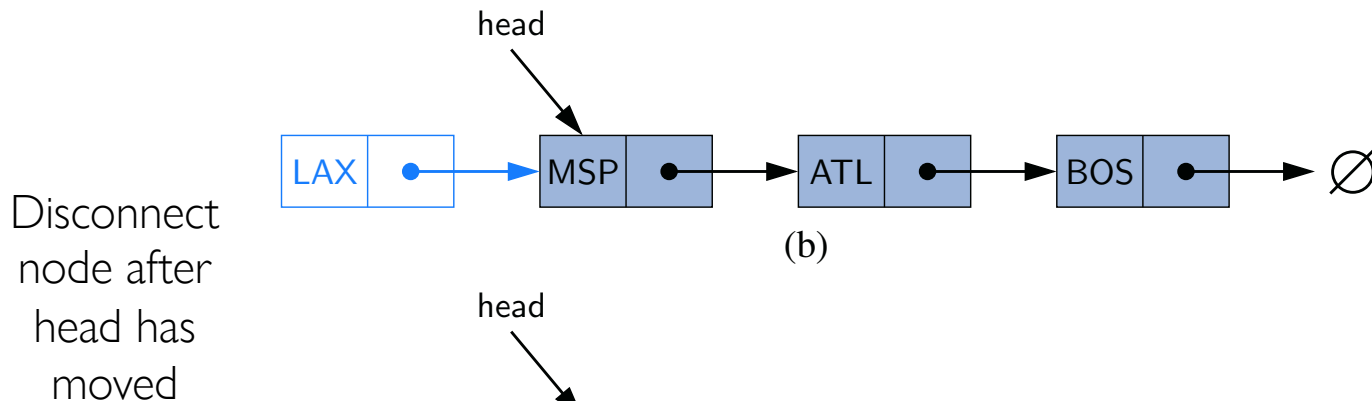 head
LAX MSP ATL BOS ∅
(b)
Disconnect
node after
head has
moved
head